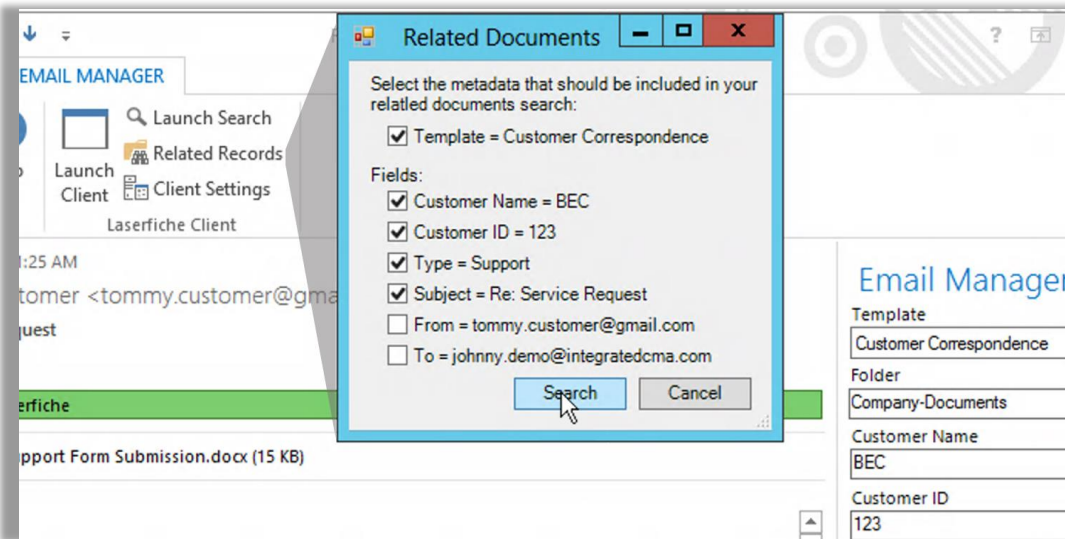 EMAIL MANAGER
Launch Search
Related Records
Launch
Client
Client Settings
Laserfiche Client
:25 AM
tomer <tommy.customer@gma
uest
erfiche
pport Form Submission.docx (15 KB)
Related Documents
Select the metadata that should be included in your
relatled documents search:
Template = Customer Correspondence
Fields:
Customer Name = BEC
Customer ID = 123
Type = Support
Subject = Re: Service Request
From = tommy.customer@gmail.com
To = johnny.demo@integratedcma.com
Search
Cancel
?
Email Manager
Template
Customer Correspondence
Folder
Company-Documents
Customer Name
BEC
Customer ID
123